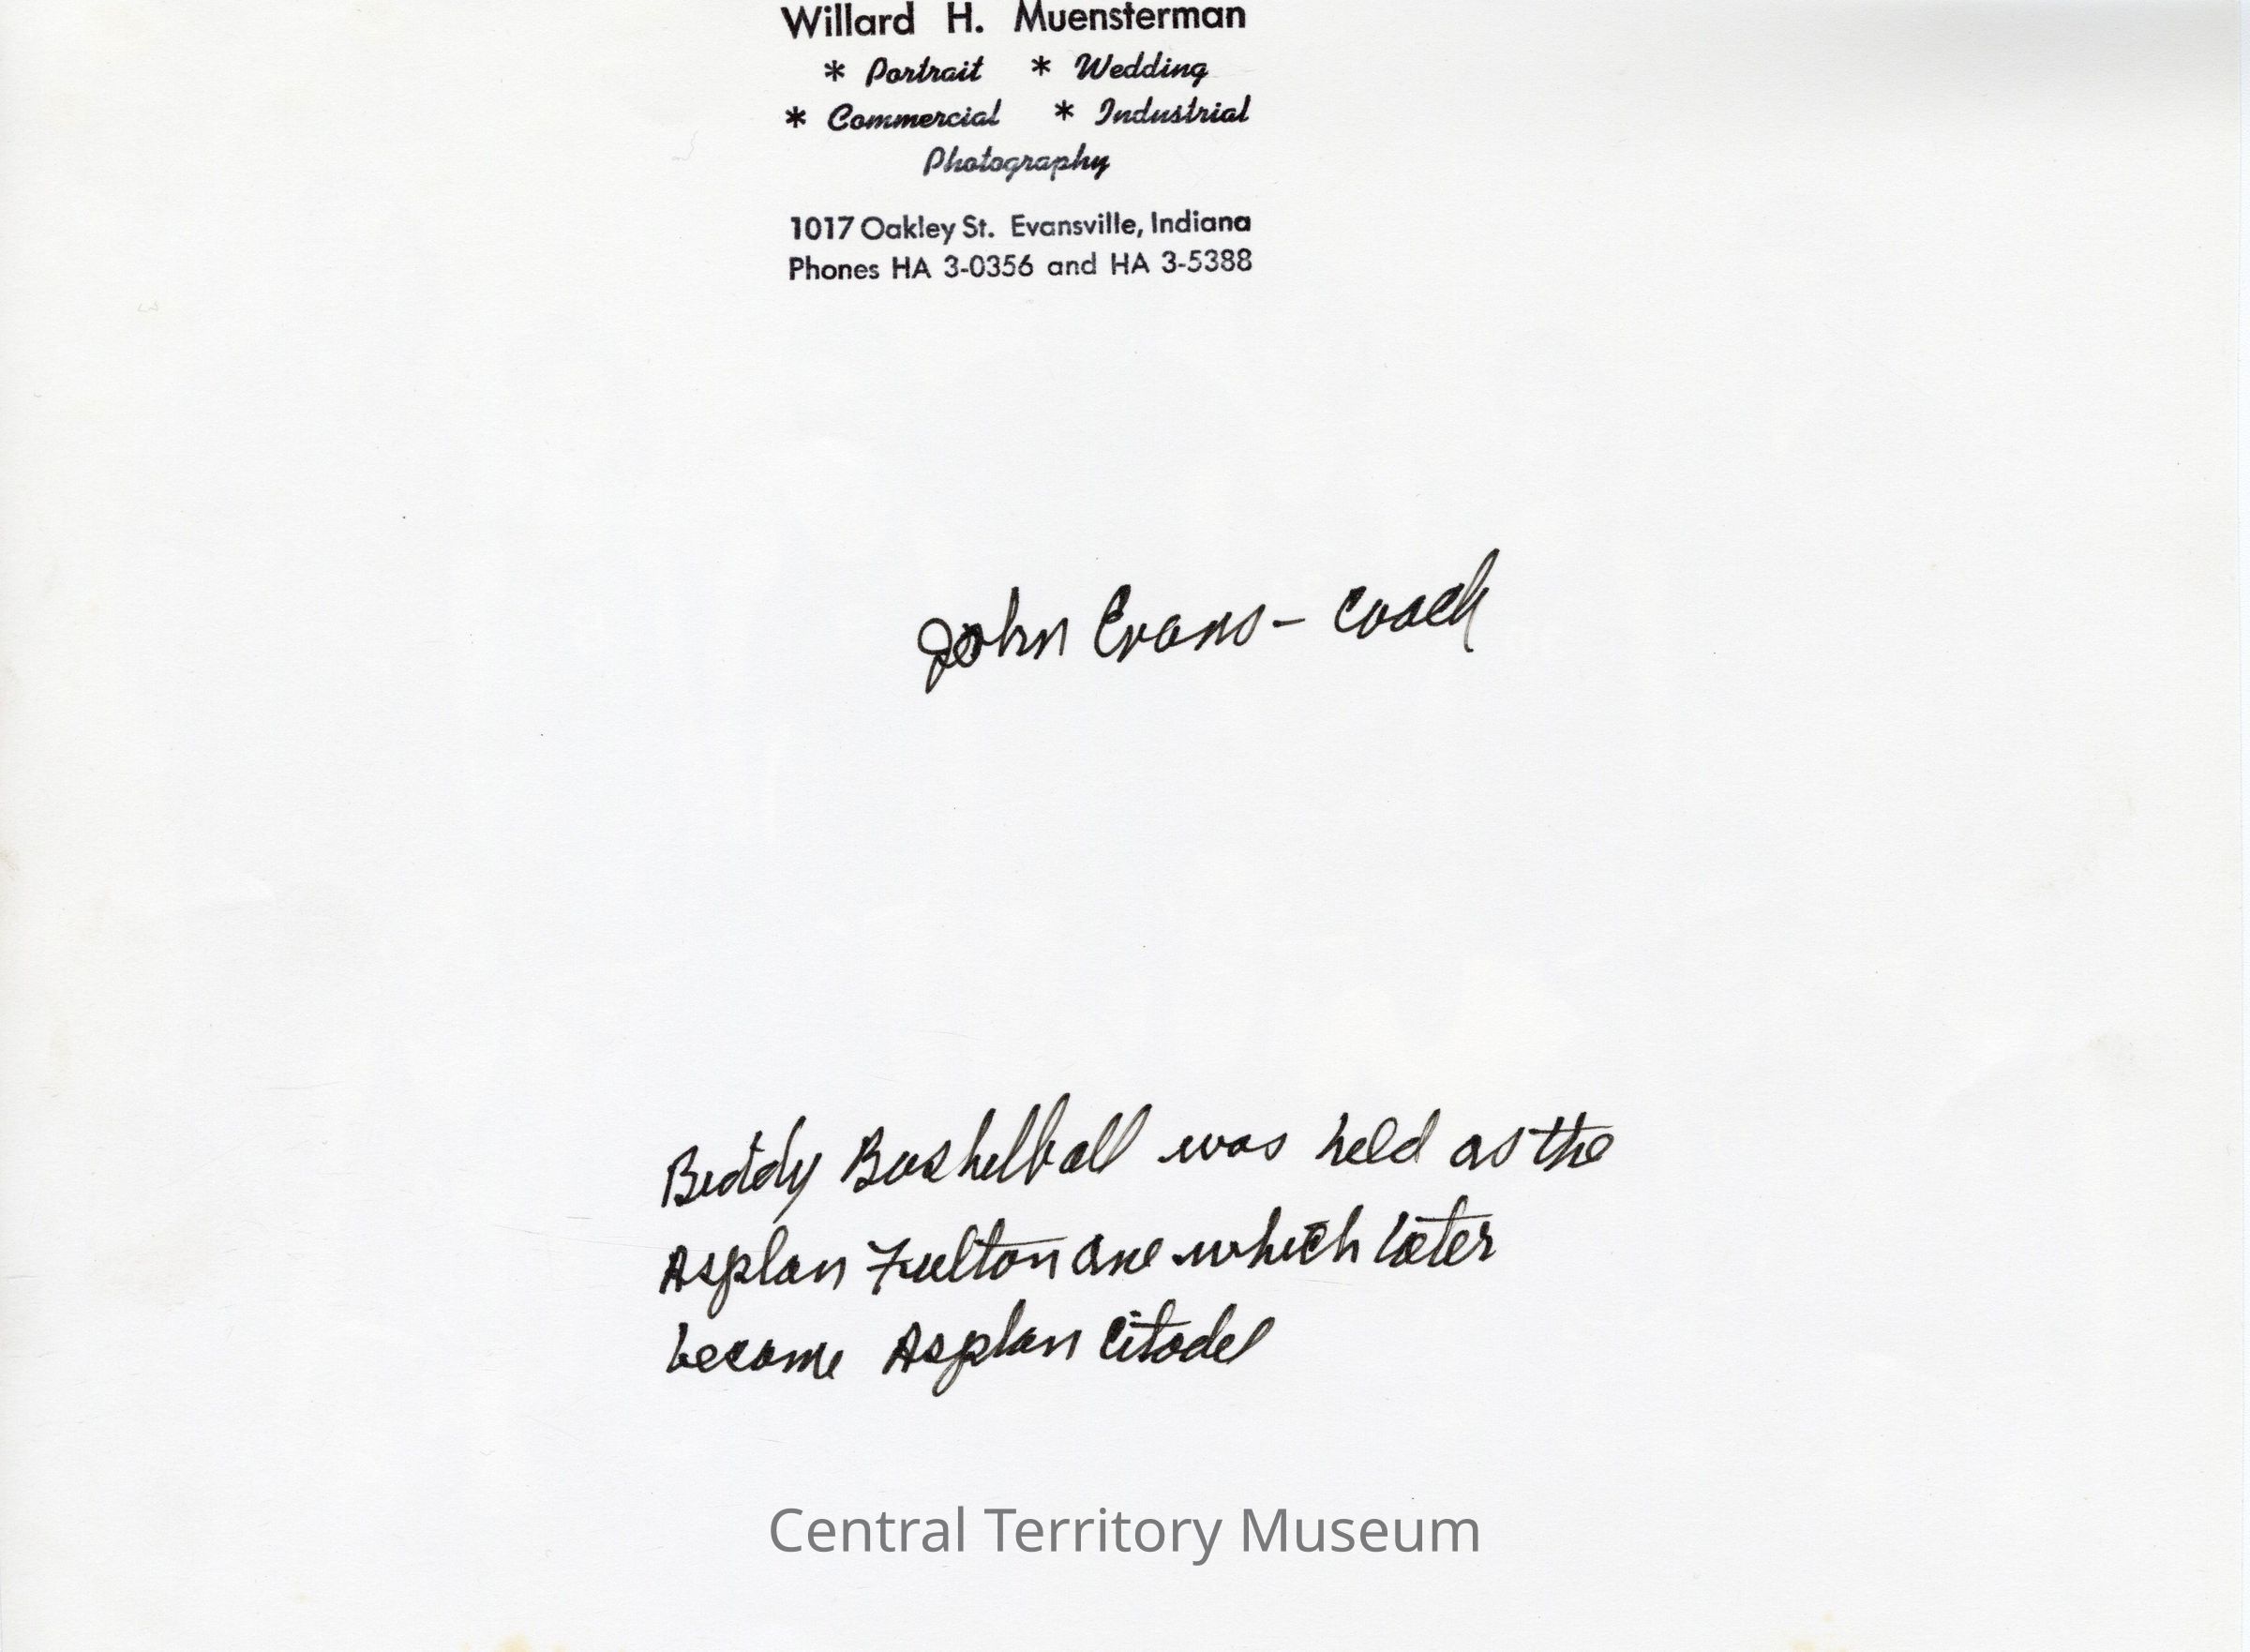 Willard H. Muensterman
* Portrait * Wedding
* Commercial * Industrial
Photography
1017 Oakley St. Evansville, Indiana
Phones HA 3-0356 and HA 3-5388
John Evans - Coach
Biddy Basketball was held as the
Asplan Fulton Ave which later
become Asplan Citadel
Central Territory Museum